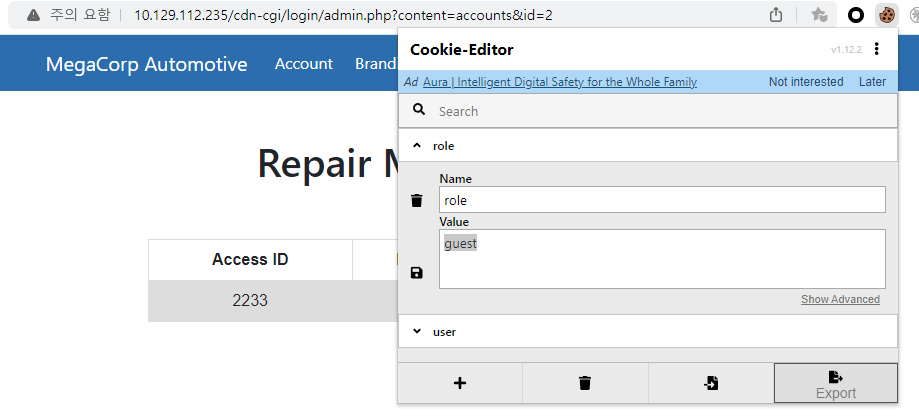 주의 요함 10.129.112.235/cdn-cgi/login/admin.php?content=accounts&id=2
Cookie-Editor v1.12.2
MegaCorp Automotive Account Brandi
Ad Aura | Intelligent Digital Safety for the Whole Family Not interested Later
Search
role
Repair M
Name
role
Value
guest
Access ID
2233
Show Advanced
user
Export